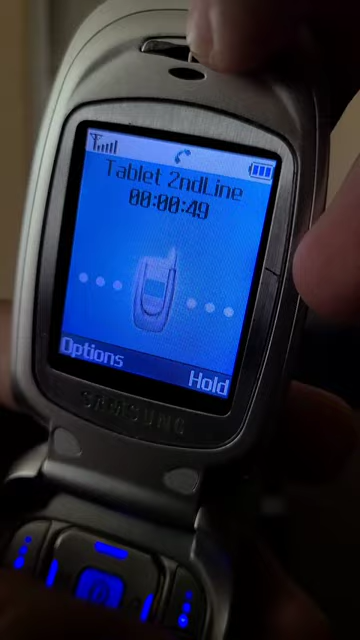 Tablet 2ndLine
00:00:49
Options
Hold
SAMSUNG